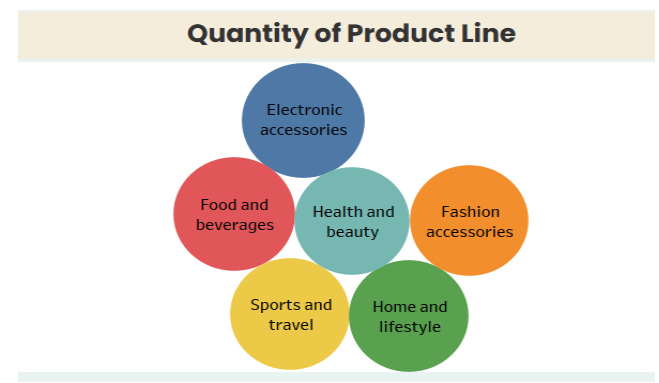 Quantity of Product Line
Electronic
accessories
Food and
beverages
Health and
beauty
Fashion
accessories
Sports and
travel
Home and
lifestyle